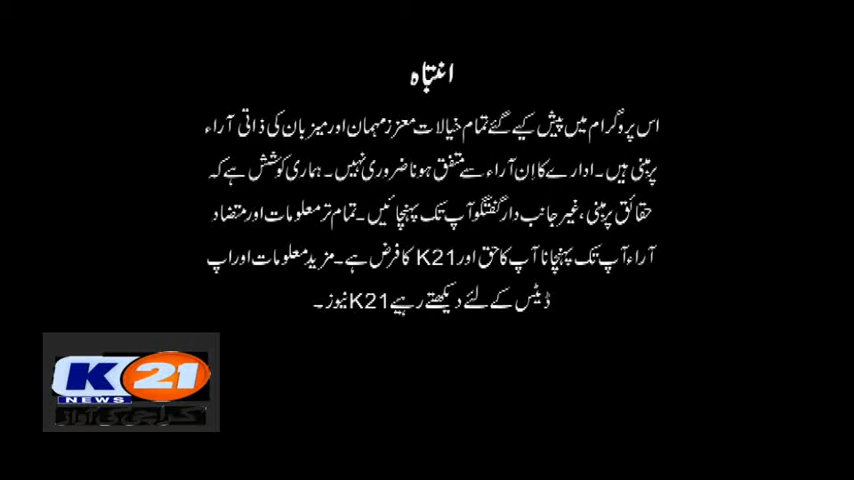 انتباہ
اس پروگرام میں پیش کیے گئے تمام خیالات معزز مہمان اور میزبان کی ذاتی آراء
پر مبنی ہیں۔ ادارے کا اِن آراء سے متفق ہونا ضروری نہیں۔ ہماری کوشش ہے کہ
حقائق پر مبنی، غیر جانب دار گفتگو آپ تک پہنچائیں۔ تمام تر معلومات اور متضاد
آراء آپ تک پہنچانا آپ کا حق اور K21 کا فرض ہے۔ مزید معلومات اور اپ
ڈیٹس کے لئے دیکھتے رہیے K21 نیوز۔
K21
NEWS
کراچی کی آواز